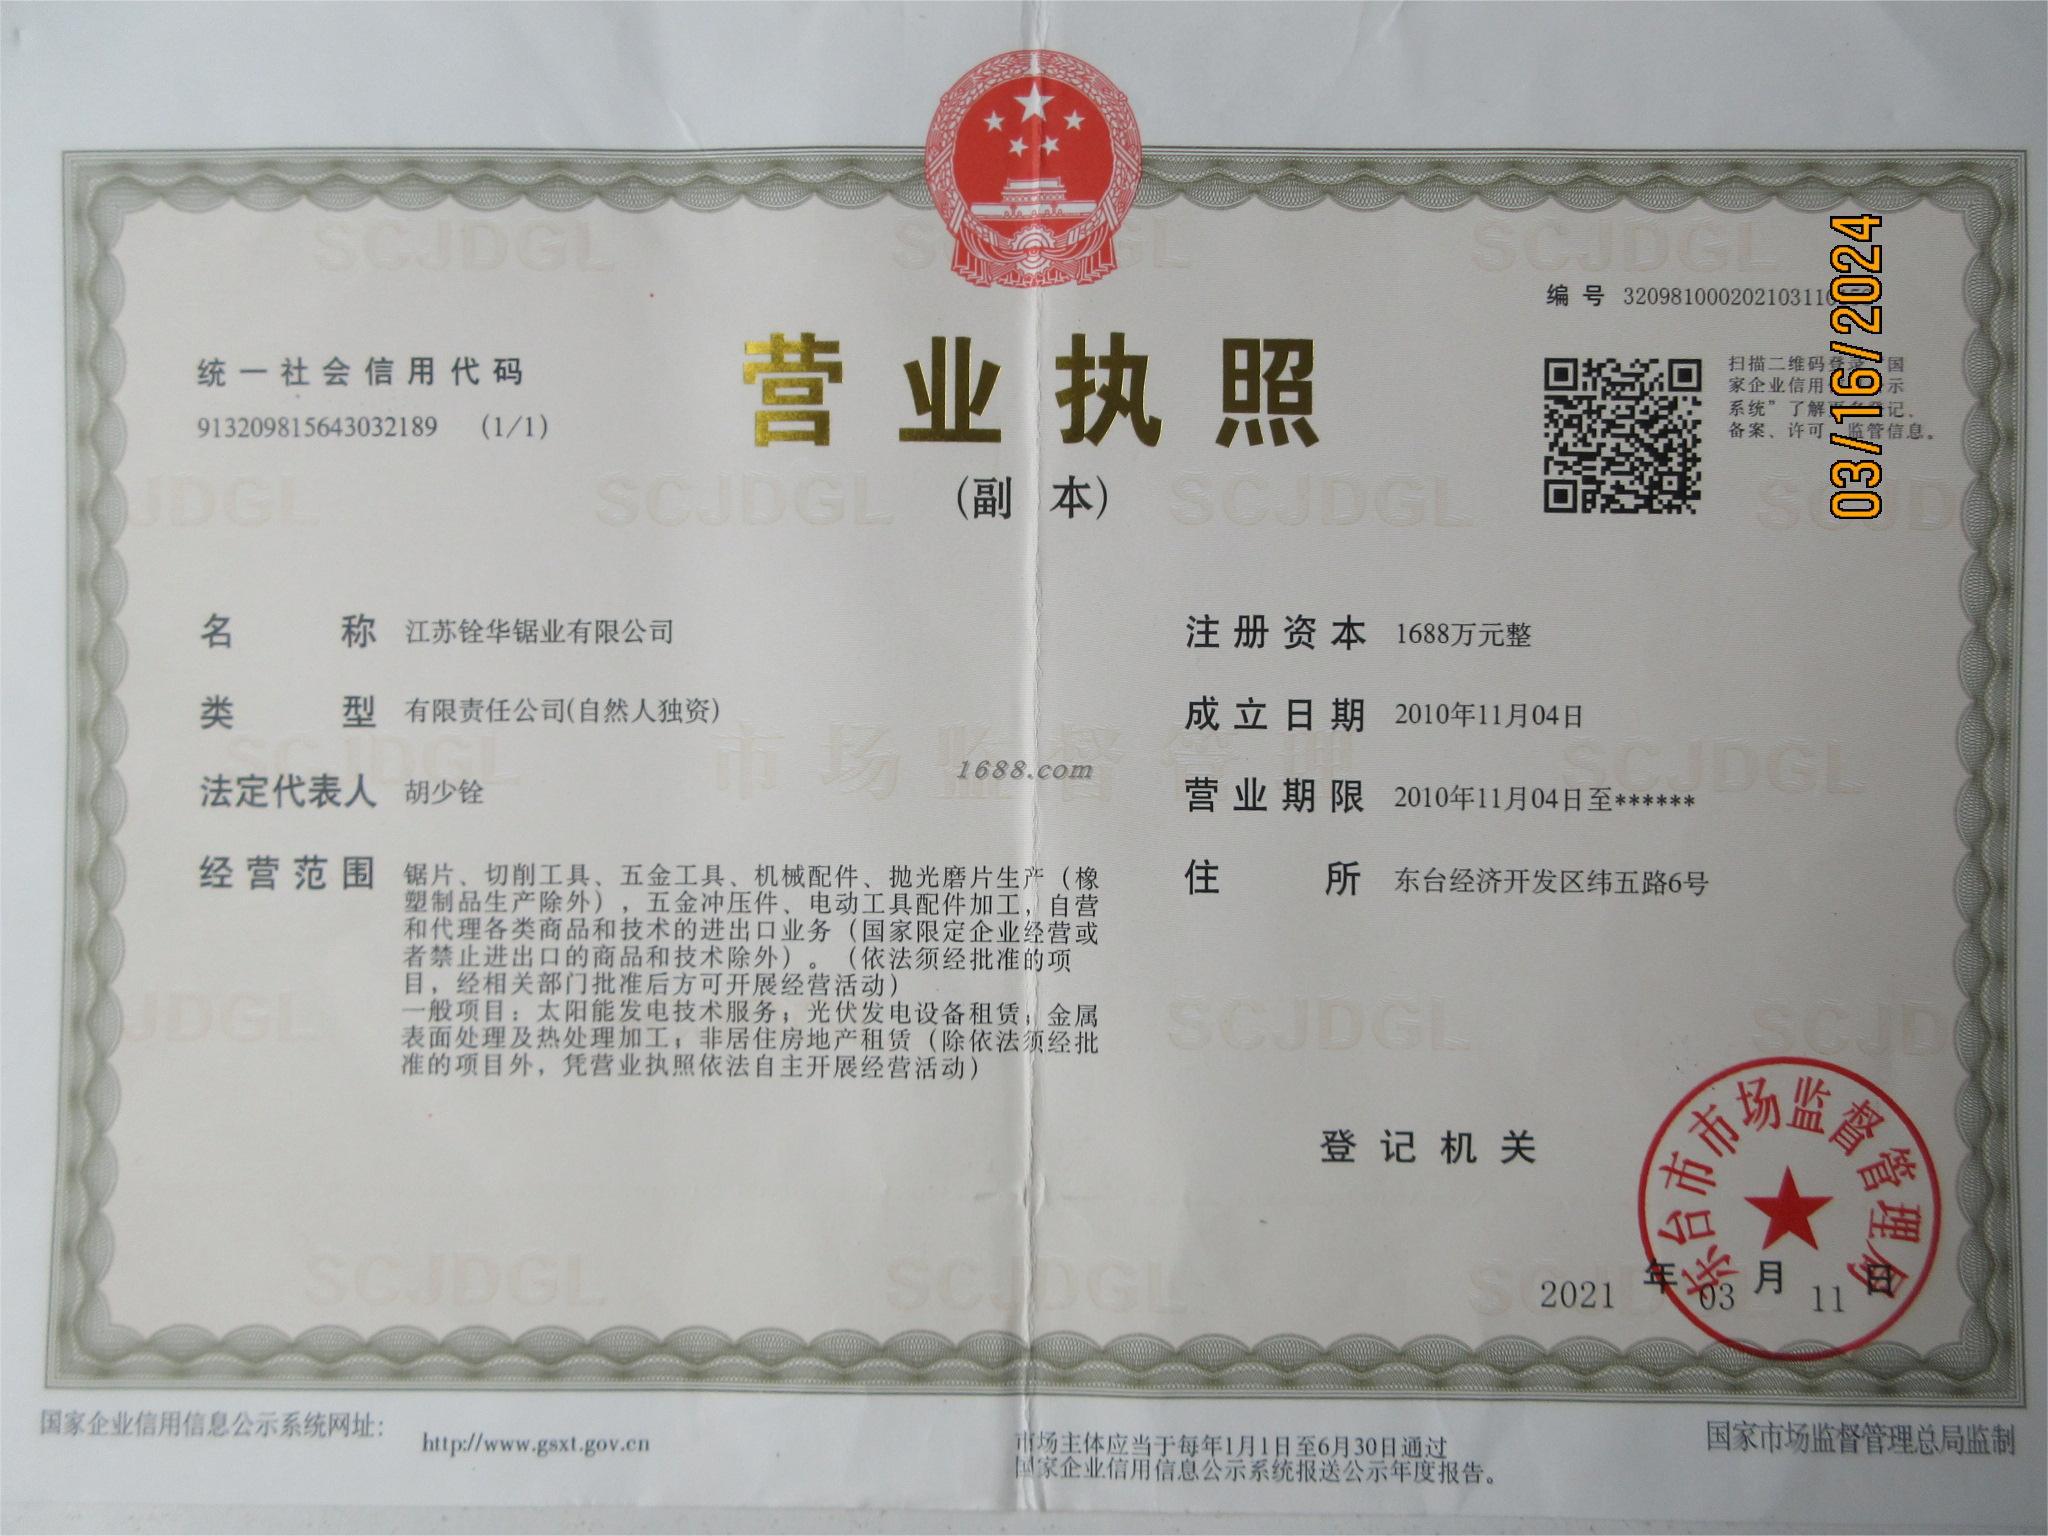 编 号 320981000202103110
03/16/2024
统一社会信用代码
913209815643032189 (1/1)
营业执照
(副 本)
扫描二维码登录
国
家企业信用
示
系统”了解更多登记、
备案、许可、监管信息。
名 称 江苏铨华锯业有限公司
类 型 有限责任公司(自然人独资)
法定代表人 胡少铨
经营范围 锯片、切削工具、五金工具、机械配件、抛光磨片生产（橡
塑制品生产除外），五金冲压件、电动工具配件加工，自营
和代理各类商品和技术的进出口业务（国家限定企业经营或
者禁止进出口的商品和技术除外）。（依法须经批准的项
目，经相关部门批准后方可开展经营活动）
一般项目：太阳能发电技术服务；光伏发电设备租赁；金属
表面处理及热处理加工；非居住房地产租赁（除依法须经批
准的项目外，凭营业执照依法自主开展经营活动）
注册资本 1688万元整
成立日期 2010年11月04日
营业期限 2010年11月04日至******
住 所 东台经济开发区纬五路6号
1688.com
市场监督管理
SCJDGL
登记机关
东台市市场监督管理局
2021 年 03 月 11 日
国家企业信用信息公示系统网址：
http://www.gsxt.gov.cn
市场主体应当于每年1月1日至6月30日通过
国家企业信用信息公示系统报送公示年度报告。
国家市场监督管理总局监制